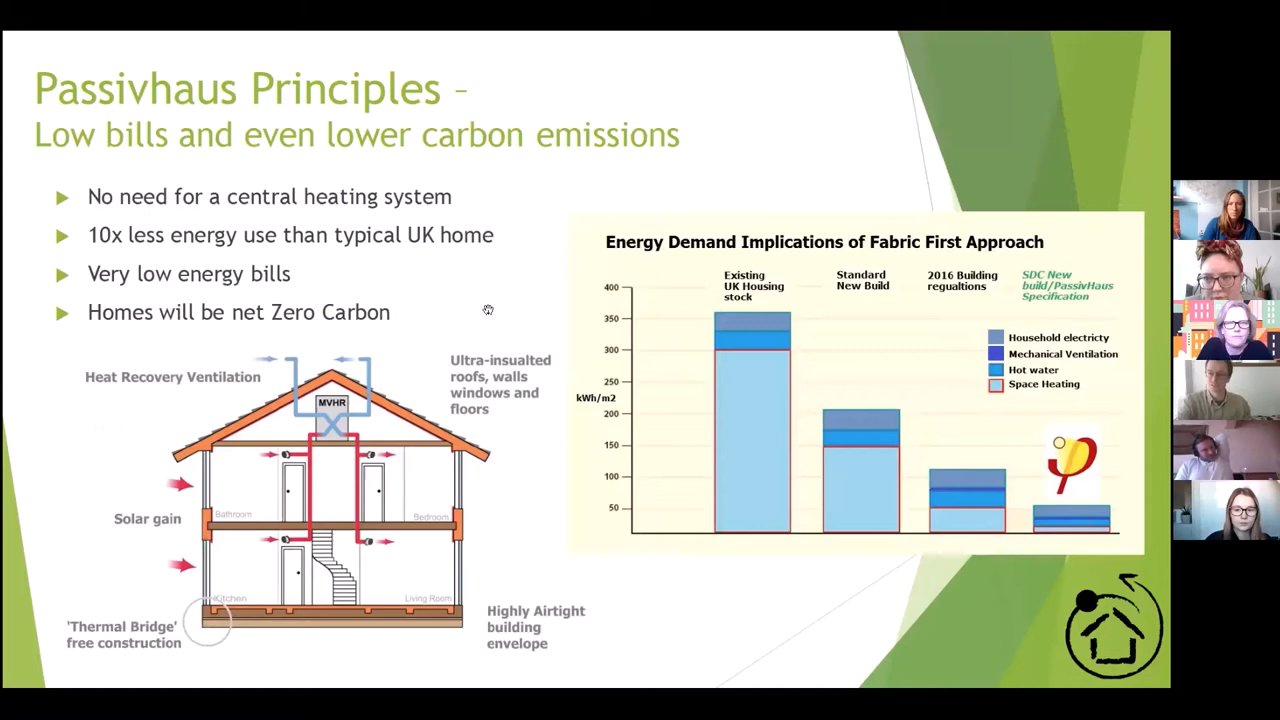 Passivhaus Principles –
Low bills and even lower carbon emissions
No need for a central heating system
10x less energy use than typical UK home
Very low energy bills
Homes will be net Zero Carbon
Heat Recovery Ventilation
Ultra-insualted
roofs, walls
windows and
floors
MVHR
Bathroom
Bedroom
Solar gain
Kitchen
Living Room
'Thermal Bridge'
free construction
Highly Airtight
building
envelope
Energy Demand Implications of Fabric First Approach
Existing
UK Housing
stock
Standard
New Build
2016 Building
regualtions
SDC New
build/PassivHaus
Specification
400
350
300
250
kWh/m2
200
150
100
50
Household electricity
Mechanical Ventilation
Hot water
Space Heating